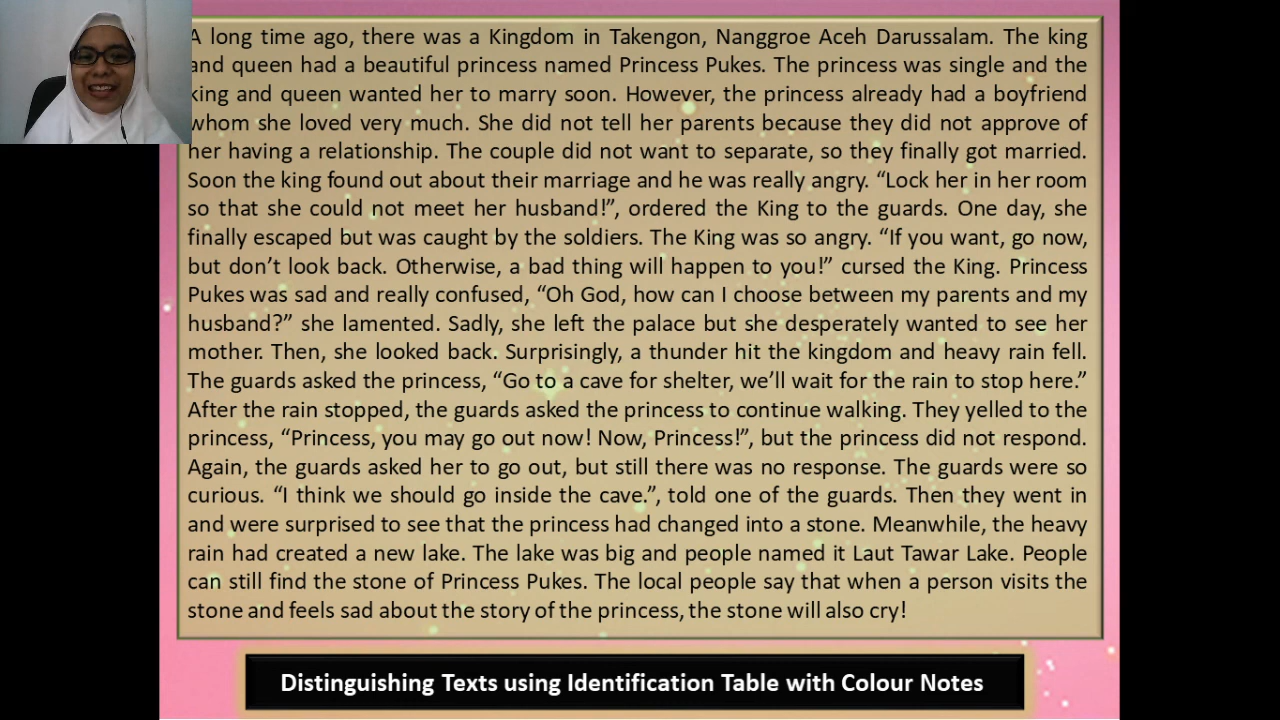 A long time ago, there was a Kingdom in Takengon, Nanggroe Aceh Darussalam. The king
and queen had a beautiful princess named Princess Pukes. The princess was single and the
king and queen wanted her to marry soon. However, the princess already had a boyfriend
whom she loved very much. She did not tell her parents because they did not approve of
her having a relationship. The couple did not want to separate, so they finally got married.
Soon the king found out about their marriage and he was really angry. “Lock her in her room
so that she could not meet her husband!”, ordered the King to the guards. One day, she
finally escaped but was caught by the soldiers. The King was so angry. “If you want, go now,
but don’t look back. Otherwise, a bad thing will happen to you!” cursed the King. Princess
Pukes was sad and really confused, “Oh God, how can I choose between my parents and my
husband?” she lamented. Sadly, she left the palace but she desperately wanted to see her
mother. Then, she looked back. Surprisingly, a thunder hit the kingdom and heavy rain fell.
The guards asked the princess, “Go to a cave for shelter, we’ll wait for the rain to stop here.”
After the rain stopped, the guards asked the princess to continue walking. They yelled to the
princess, “Princess, you may go out now! Now, Princess!”, but the princess did not respond.
Again, the guards asked her to go out, but still there was no response. The guards were so
curious. “I think we should go inside the cave.”, told one of the guards. Then they went in
and were surprised to see that the princess had changed into a stone. Meanwhile, the heavy
rain had created a new lake. The lake was big and people named it Laut Tawar Lake. People
can still find the stone of Princess Pukes. The local people say that when a person visits the
stone and feels sad about the story of the princess, the stone will also cry!
Distinguishing Texts using Identification Table with Colour Notes